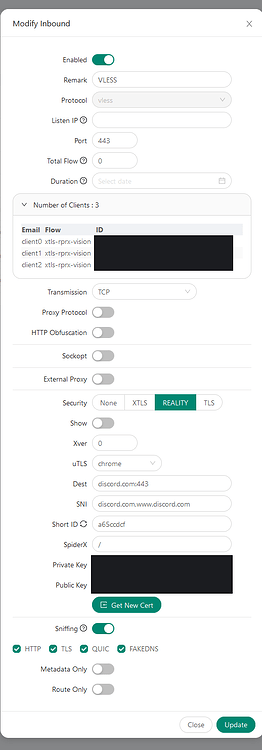 Modify Inbound
Enabled
Remark VLESS
Protocol vless
Listen IP
Port 443
Total Flow 0
Duration Select date
Number of Clients : 3
Email Flow ID
client0 xtls-rprx-vision
client1 xtls-rprx-vision
client2 xtls-rprx-vision
Transmission TCP
Proxy Protocol
HTTP Obfuscation
Sockopt
External Proxy
Security None XTLS REALITY TLS
Show
Xver 0
uTLS chrome
Dest discord.com:443
SNI discord.com,www.discord.com
Short ID a65ccdcf
SpiderX /
Private Key
Public Key
Get New Cert
Sniffing
HTTP TLS QUIC FAKEDNS
Metadata Only
Route Only
Close Update